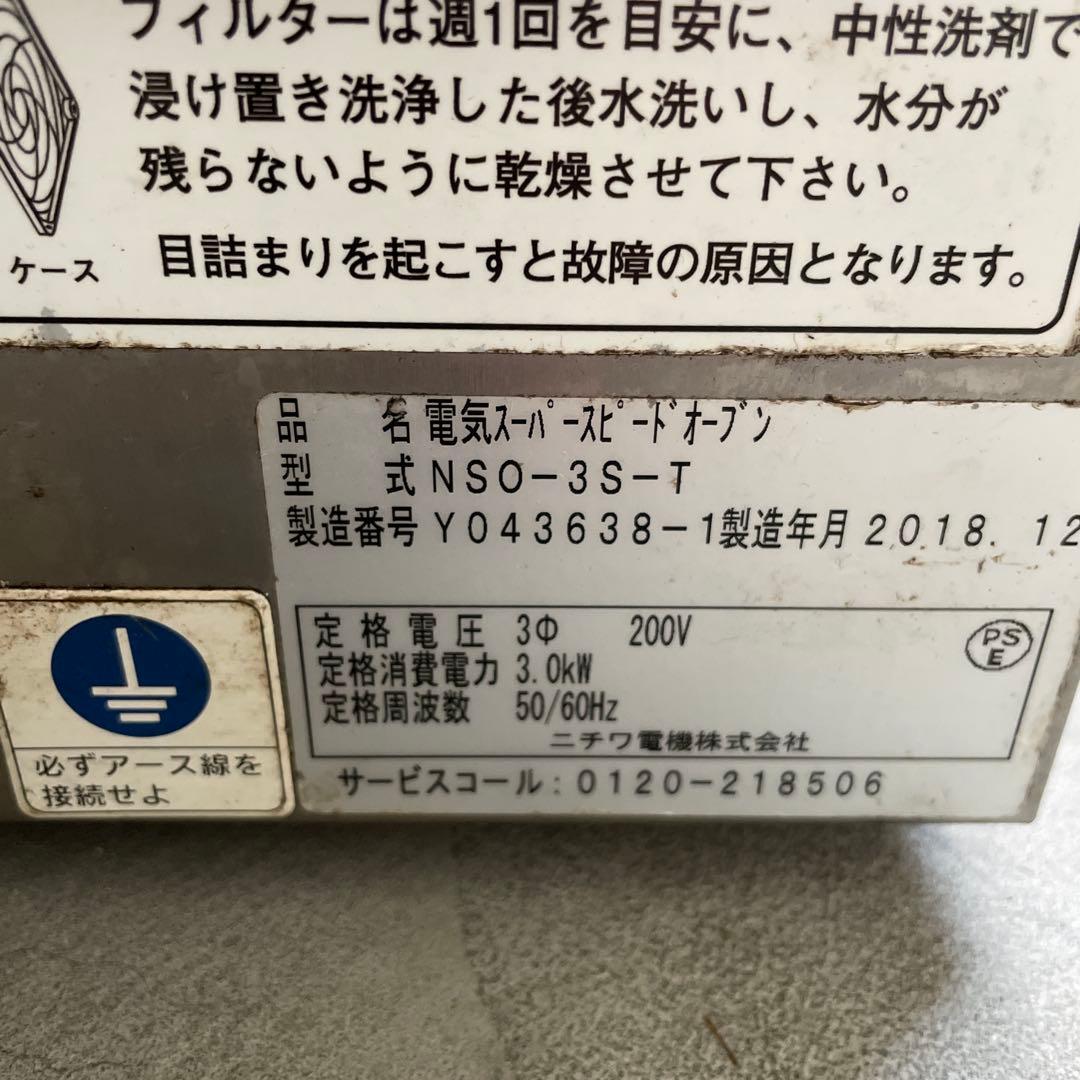 フィルターは週1回を目安に、中性洗剤で
浸け置き洗浄した後水洗いし、水分が
残らないように乾燥させて下さい。
ケース
目詰まりを起こすと故障の原因となります。
品 名 電気スーパースピードオーブン
型 式 NSO-3S-T
製造番号 Y043638-1 製造年月 2018.12
定格電圧 3Φ 200V
定格消費電力 3.0kW
定格周波数 50/60Hz
PS
E
ニチワ電機株式会社
サービスコール:0120-218506
必ずアース線を
接続せよ